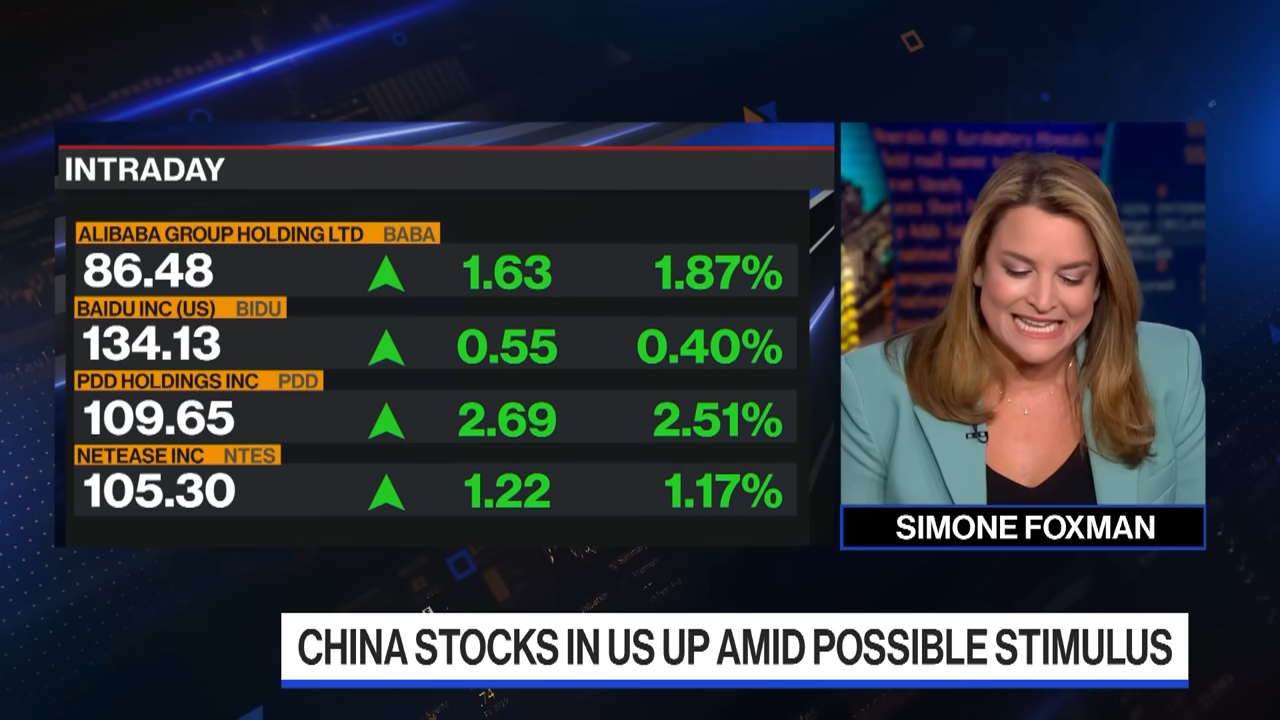 INTRADAY
ALIBABA GROUP HOLDING LTD BABA
86.48 1.63 1.87%
BAIDU INC (US) BIDU
134.13 0.55 0.40%
PDD HOLDINGS INC PDD
109.65 2.69 2.51%
NETEASE INC NTES
105.30 1.22 1.17%
SIMONE FOXMAN
CHINA STOCKS IN US UP AMID POSSIBLE STIMULUS